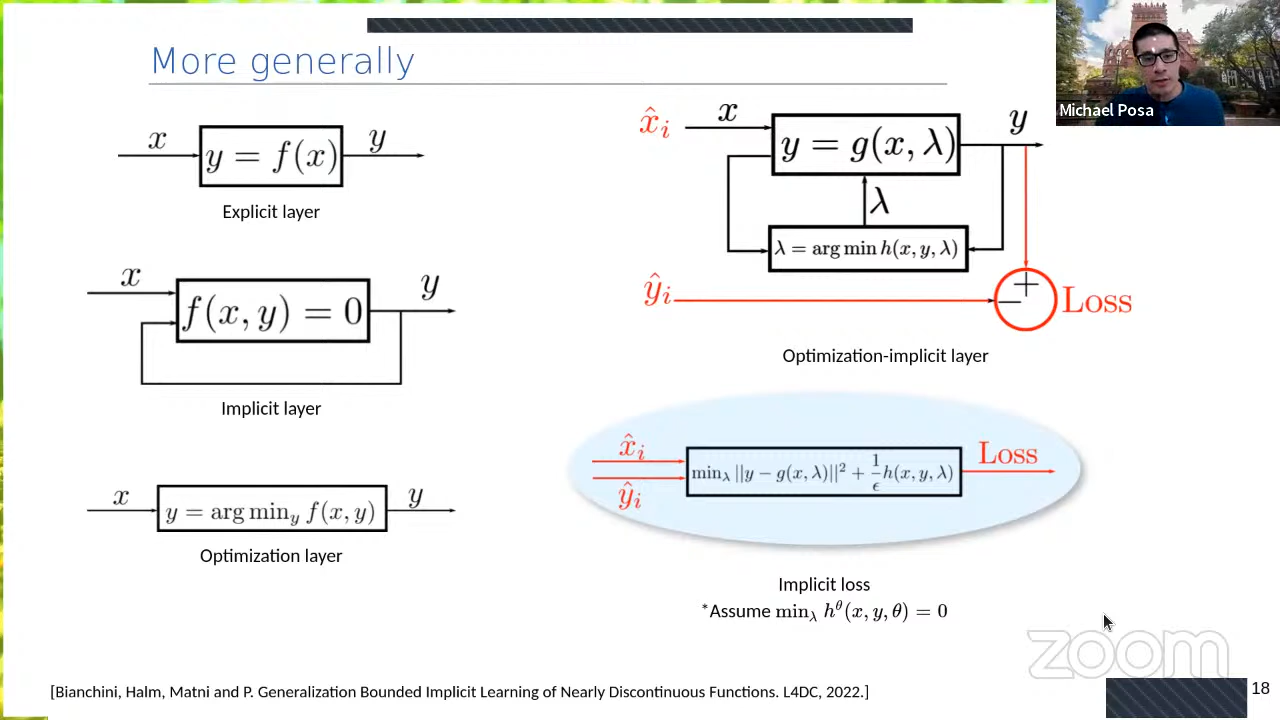 More generally
Michael Posa
x
y = f(x)
y
Explicit layer
x
f(x, y) = 0
y
Implicit layer
x
y = arg min_y f(x, y)
y
Optimization layer
x̂_i
x
y = g(x, λ)
y
λ
λ = arg min h(x, y, λ)
ŷ_i
+
−
Loss
Optimization-implicit layer
x̂_i
ŷ_i
min_λ ||y − g(x, λ)||² + 1/ϵ h(x, y, λ)
Loss
Implicit loss
*Assume min_λ h^θ(x, y, θ) = 0
zoom
[Bianchini, Halm, Matni and P. Generalization Bounded Implicit Learning of Nearly Discontinuous Functions. L4DC, 2022.]
18